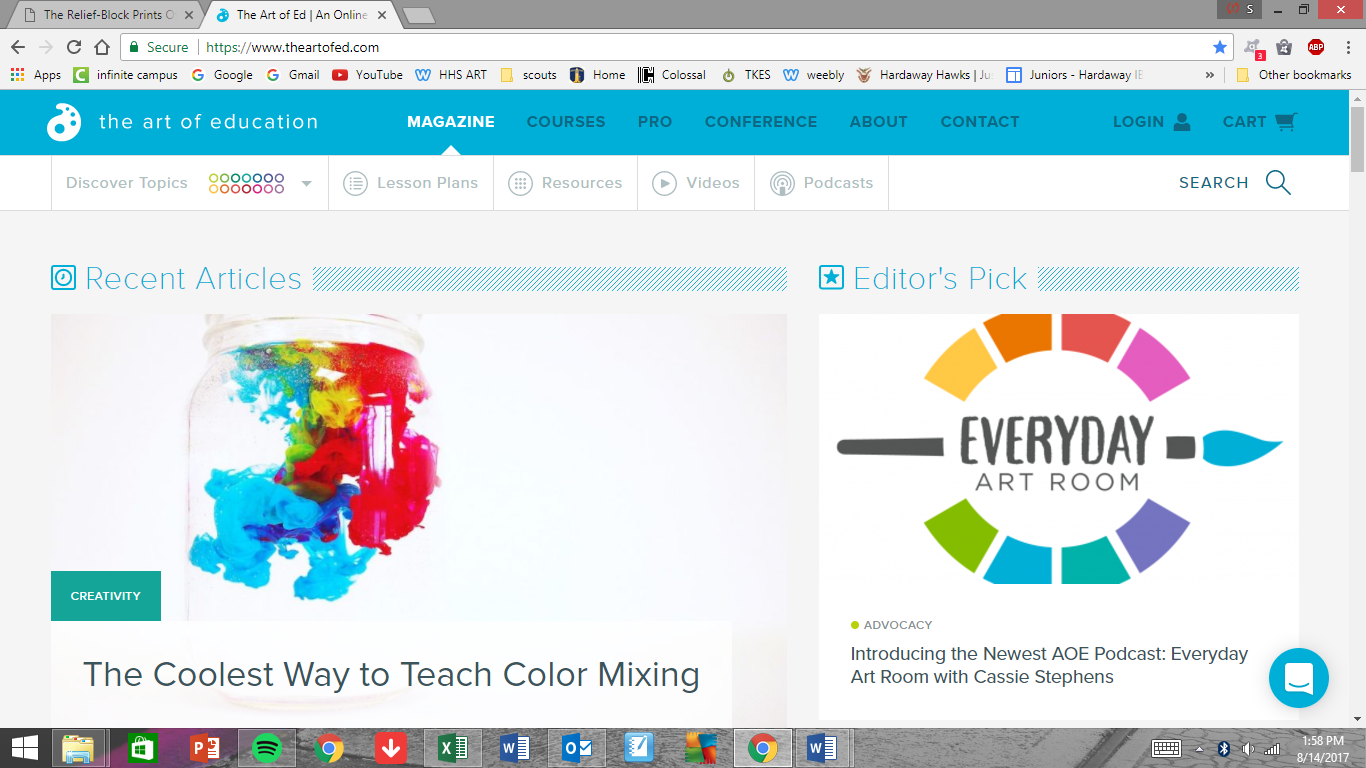 The Relief-Block Prints O
The Art of Ed | An Online
S
Secure https://www.theartofed.com
3
ABP
Apps infinite campus Google Gmail YouTube HHS ART scouts Home Colossal TKES weebly Hardaway Hawks | Ju Juniors - Hardaway IB » Other bookmarks
the art of education MAGAZINE COURSES PRO CONFERENCE ABOUT CONTACT LOGIN CART
Discover Topics Lesson Plans Resources Videos Podcasts SEARCH
Recent Articles
Editor's Pick
EVERYDAY
ART ROOM
CREATIVITY
The Coolest Way to Teach Color Mixing
ADVOCACY
Introducing the Newest AOE Podcast: Everyday
Art Room with Cassie Stephens
1:58 PM
8/14/2017